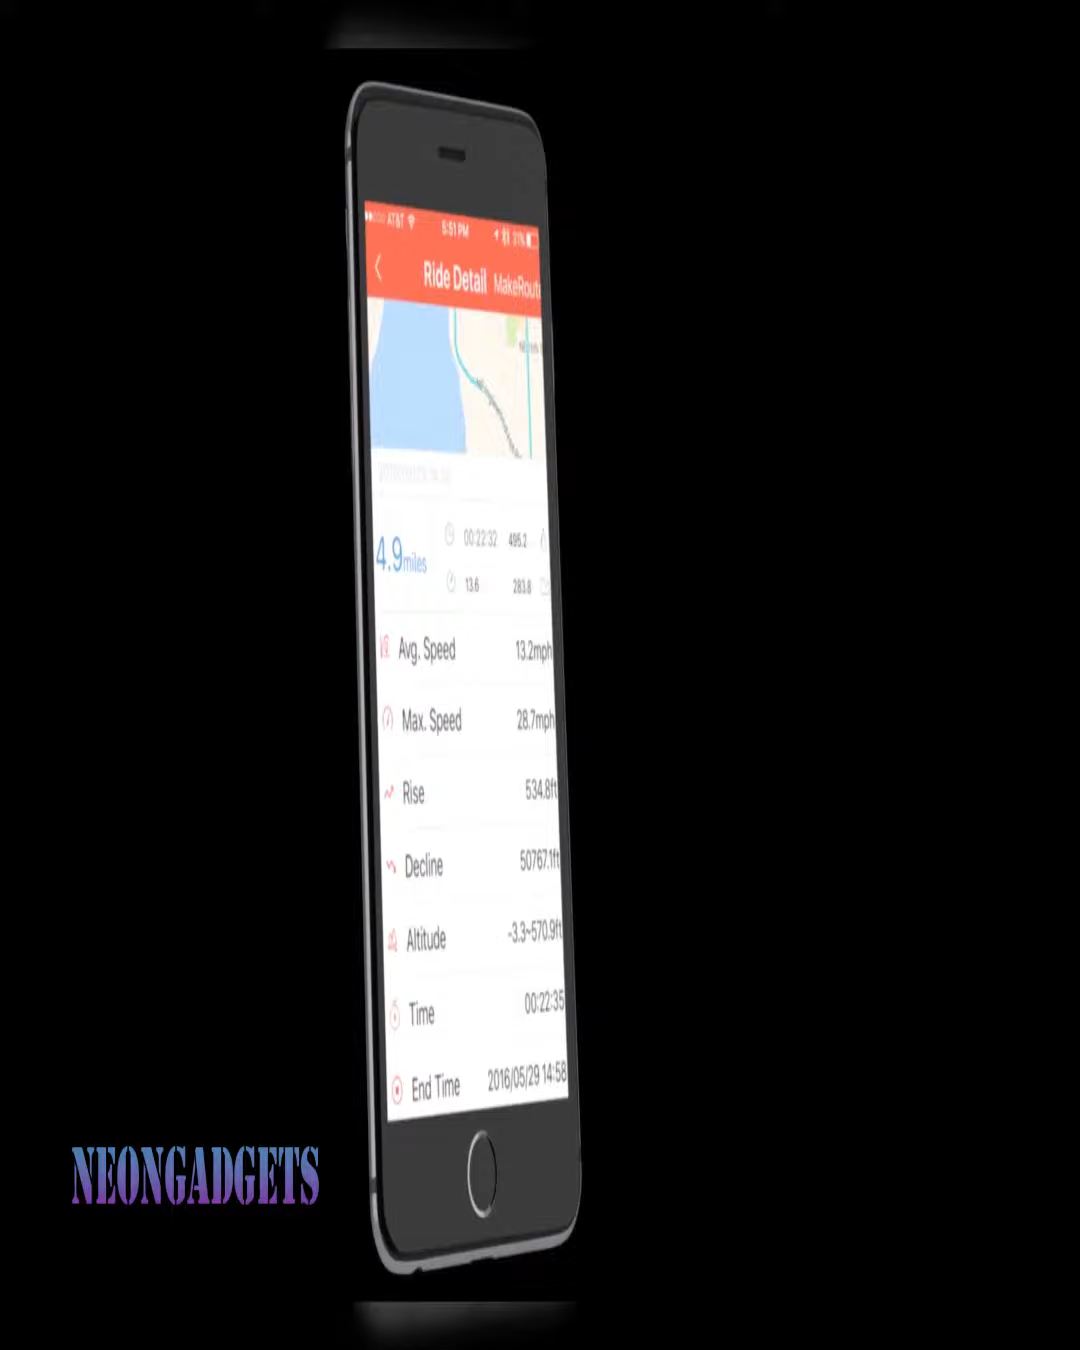 AT&T 5:51 PM 31%
Ride Detail MakeRout
4.9miles
00:22:32 495.2
13.6 283.8
Avg. Speed 13.2mph
Max. Speed 28.7mph
Rise 534.8ft
Decline 50767.1ft
Altitude -3.3~570.9ft
Time 00:22:35
End Time 2016/05/29 14:58
NEONGADGETS